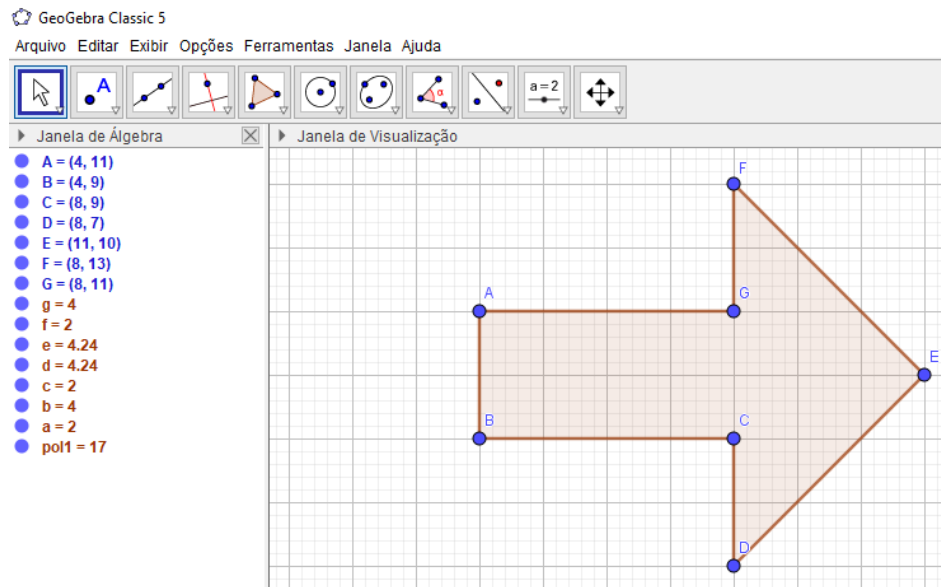 GeoGebra Classic 5
Arquivo Editar Exibir Opções Ferramentas Janela Ajuda
A
α
a = 2
Janela de Álgebra
Janela de Visualização
A = (4, 11)
B = (4, 9)
C = (8, 9)
D = (8, 7)
E = (11, 10)
F = (8, 13)
G = (8, 11)
g = 4
f = 2
e = 4.24
d = 4.24
c = 2
b = 4
a = 2
pol1 = 17
F
A
G
E
B
C
D